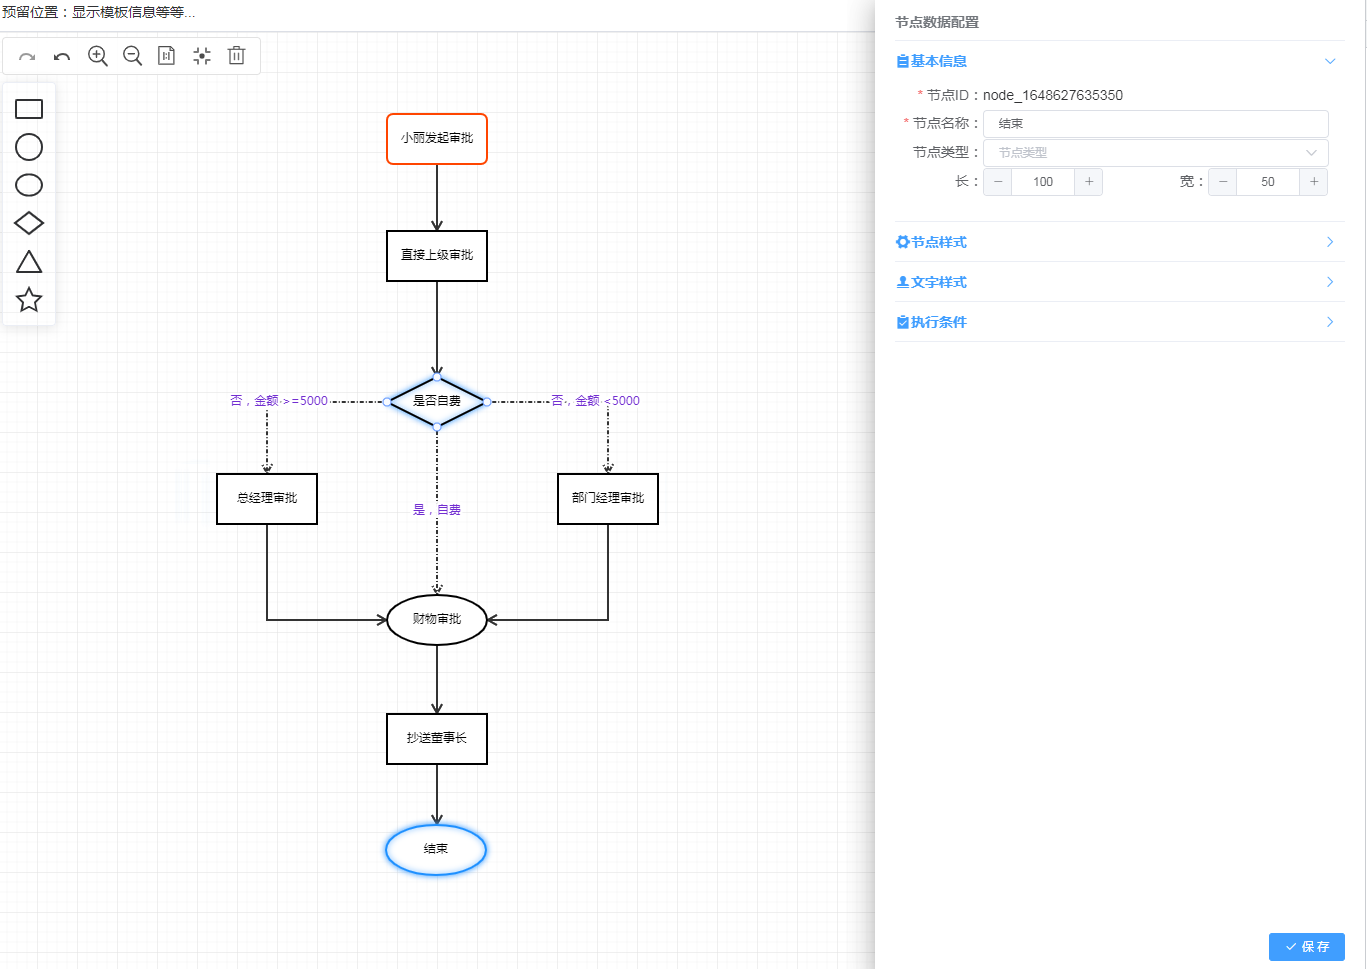 预留位置：显示模板信息等等...
小丽发起审批
直接上级审批
否，金额 >=5000
是否自费
否，金额 <5000
总经理审批
是，自费
部门经理审批
财物审批
抄送董事长
结束
节点数据配置
基本信息
* 节点ID：node_1648627635350
* 节点名称： 结束
节点类型： 节点类型
长： − 100 + 宽： − 50 +
节点样式
文字样式
执行条件
保存